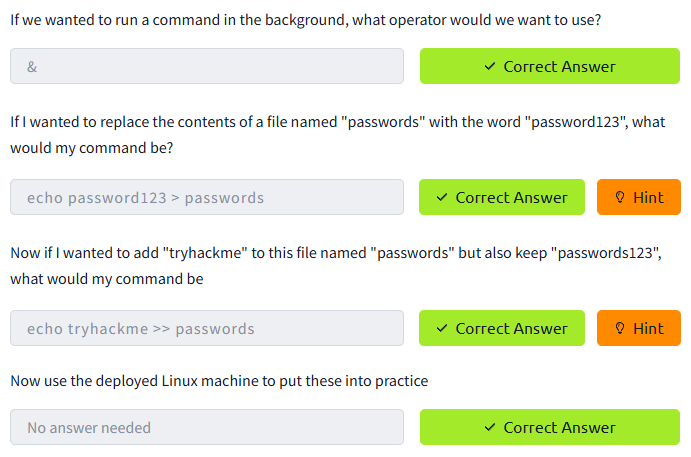 If we wanted to run a command in the background, what operator would we want to use?
&
Correct Answer
If I wanted to replace the contents of a file named "passwords" with the word "password123", what
would my command be?
echo password123 > passwords
Correct Answer
Hint
Now if I wanted to add "tryhackme" to this file named "passwords" but also keep "passwords123",
what would my command be
echo tryhackme >> passwords
Correct Answer
Hint
Now use the deployed Linux machine to put these into practice
No answer needed
Correct Answer